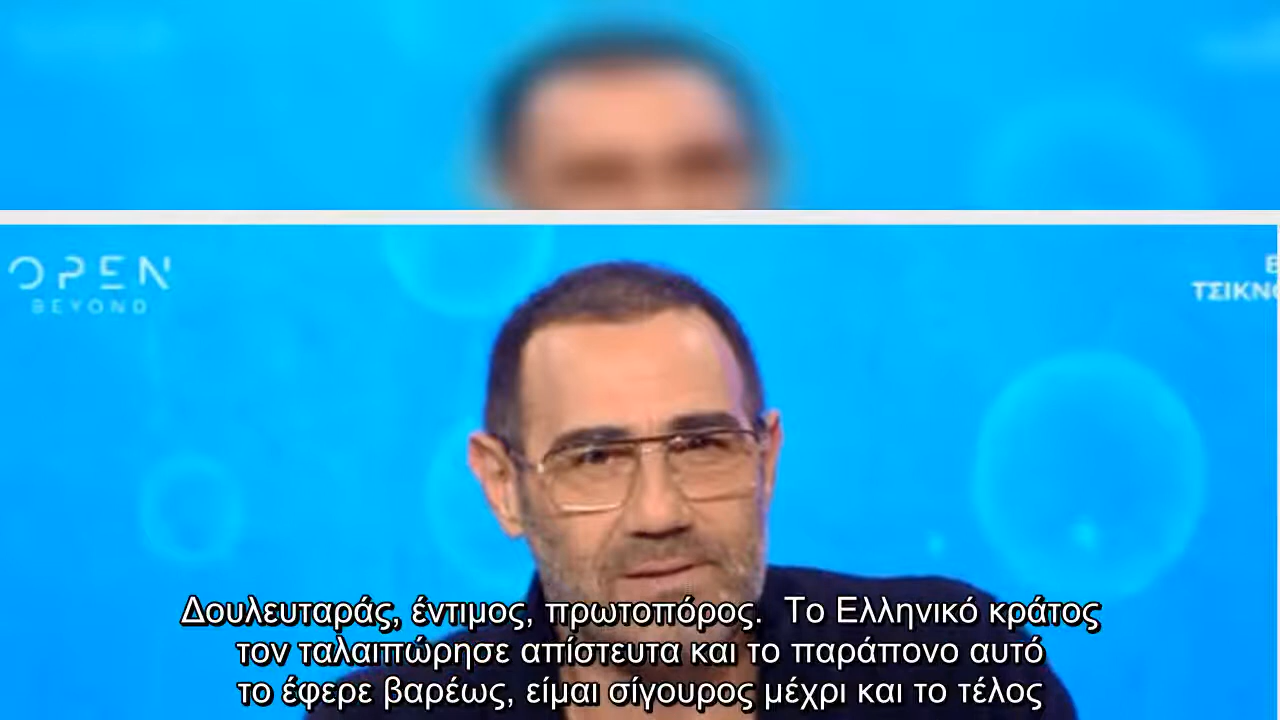 OPEN
BEYOND
Δουλευταράς, έντιμος, πρωτοπόρος. Το Ελληνικό κράτος
τον ταλαιπώρησε απίστευτα και το παράπονο αυτό
το έφερε βαρέως, είμαι σίγουρος μέχρι και το τέλος